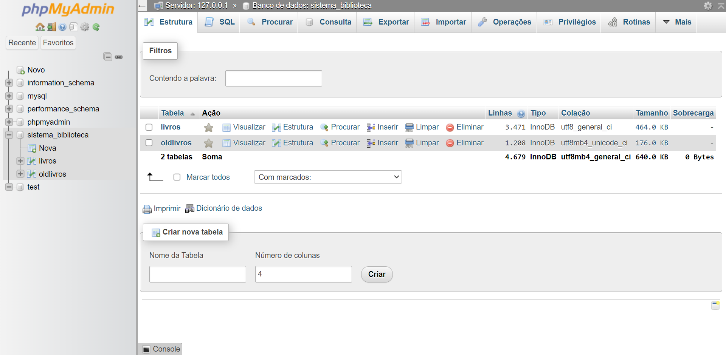 phpMyAdmin
Recente Favoritos
Novo
information_schema
mysql
performance_schema
phpmyadmin
sistema_biblioteca
Nova
livros
oldlivros
test
Servidor: 127.0.0.1 » Banco de dados: sistema_biblioteca
Estrutura SQL Procurar Consulta Exportar Importar Operações Privilégios Rotinas Mais
Filtros
Contendo a palavra:
Tabela Ação Linhas Tipo Colação Tamanho Sobrecarga
livros Visualizar Estrutura Procurar Inserir Limpar Eliminar 3.471 InnoDB utf8_general_ci 464.0 KB -
oldlivros Visualizar Estrutura Procurar Inserir Limpar Eliminar 1.208 InnoDB utf8mb4_unicode_ci 176.0 KB -
2 tabelas Soma 4.679 InnoDB utf8mb4_general_ci 640.0 KB 0 Bytes
Marcar todos Com marcados:
Imprimir Dicionário de dados
Criar nova tabela
Nome da Tabela Número de colunas
4 Criar
Console